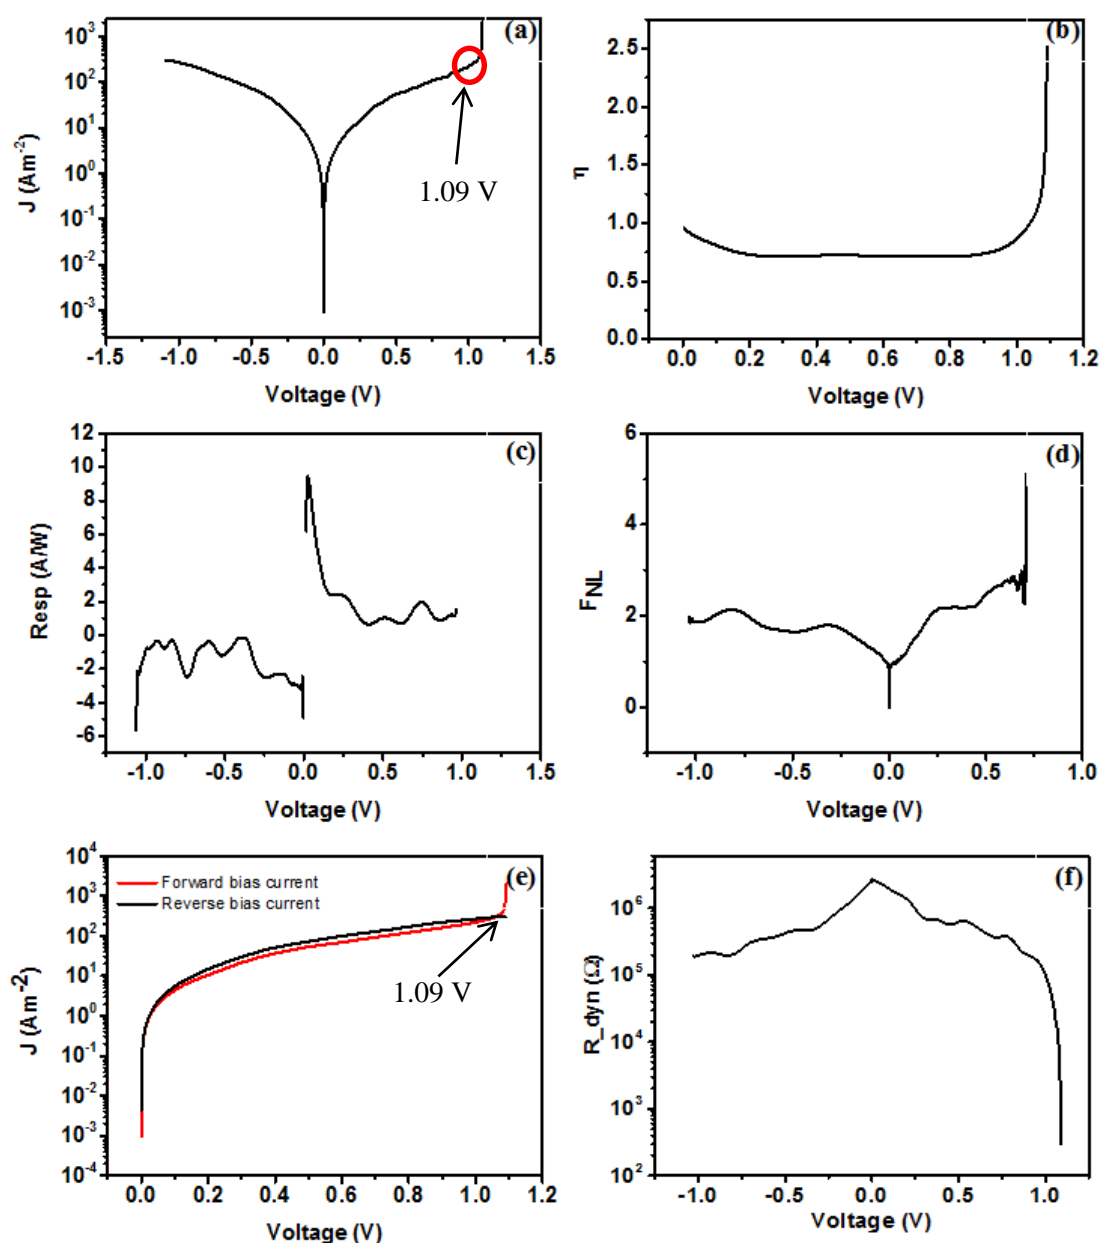 (a)
J (Am⁻²)
10³
10²
10¹
10⁰
10⁻¹
10⁻²
10⁻³
1.09 V
-1.5 -1.0 -0.5 0.0 0.5 1.0 1.5
Voltage (V)
(b)
η
2.5
2.0
1.5
1.0
0.5
0.0
0.0 0.2 0.4 0.6 0.8 1.0 1.2
Voltage (V)
(c)
Resp (A/W)
12
10
8
6
4
2
0
-2
-4
-6
-1.0 -0.5 0.0 0.5 1.0 1.5
Voltage (V)
(d)
F_NL
6
4
2
0
-1.0 -0.5 0.0 0.5 1.0
Voltage (V)
(e)
J (Am⁻²)
10⁴
10³
10²
10¹
10⁰
10⁻¹
10⁻²
10⁻³
10⁻⁴
Forward bias current
Reverse bias current
1.09 V
0.0 0.2 0.4 0.6 0.8 1.0 1.2
Voltage (V)
(f)
R_dyn (Ω)
10⁶
10⁵
10⁴
10³
10²
-1.0 -0.5 0.0 0.5 1.0
Voltage (V)